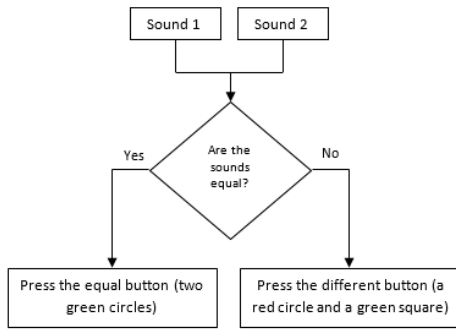 Sound 1
Sound 2
Are the
sounds
equal?
Yes
No
Press the equal button (two
green circles)
Press the different button (a
red circle and a green square)